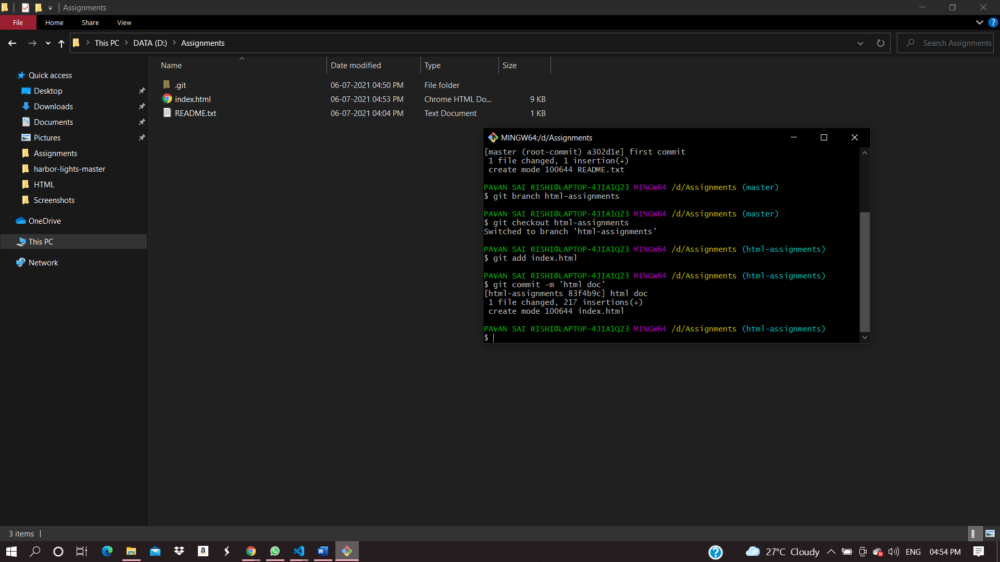 Assignments
File Home Share View
This PC DATA (D:) Assignments
Search Assignments
Name Date modified Type Size
.git 06-07-2021 04:50 PM File folder
index.html 06-07-2021 04:53 PM Chrome HTML Do... 9 KB
README.txt 06-07-2021 04:04 PM Text Document 1 KB
Quick access
Desktop
Downloads
Documents
Pictures
Assignments
harbor-lights-master
HTML
Screenshots
OneDrive
This PC
Network
MINGW64:/d/Assignments
[master (root-commit) a302d1e] first commit
1 file changed, 1 insertion(+)
create mode 100644 README.txt
PAVAN SAI RISHI@LAPTOP-4JIA1Q23 MINGW64 /d/Assignments (master)
$ git branch html-assignments
PAVAN SAI RISHI@LAPTOP-4JIA1Q23 MINGW64 /d/Assignments (master)
$ git checkout html-assignments
Switched to branch 'html-assignments'
PAVAN SAI RISHI@LAPTOP-4JIA1Q23 MINGW64 /d/Assignments (html-assignments)
$ git add index.html
PAVAN SAI RISHI@LAPTOP-4JIA1Q23 MINGW64 /d/Assignments (html-assignments)
$ git commit -m 'html doc'
[html-assignments 83f4b9c] html doc
1 file changed, 217 insertions(+)
create mode 100644 index.html
PAVAN SAI RISHI@LAPTOP-4JIA1Q23 MINGW64 /d/Assignments (html-assignments)
$
3 items
27°C Cloudy ENG 04:54 PM